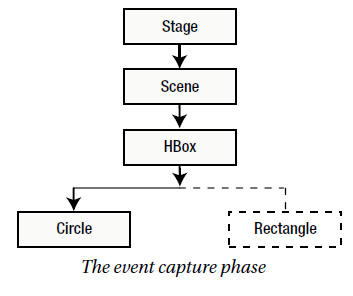 Stage
Scene
HBox
Circle
Rectangle
The event capture phase